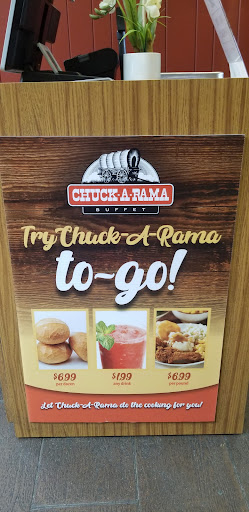 CHUCK-A-RAMA
BUFFET
Try Chuck-A-Rama
to-go!
$6.99 $1.99 $6.99
per dozen any drink per pound
Let Chuck-A-Rama do the cooking for you!